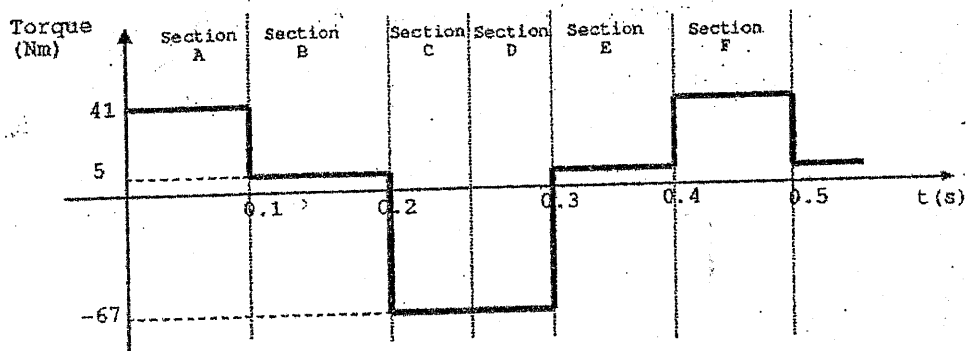 Torque
(Nm)
Section
A
Section
B
Section
C
Section
D
Section
E
Section
F
41
5
-67
0.1
0.2
0.3
0.4
0.5
t(s)